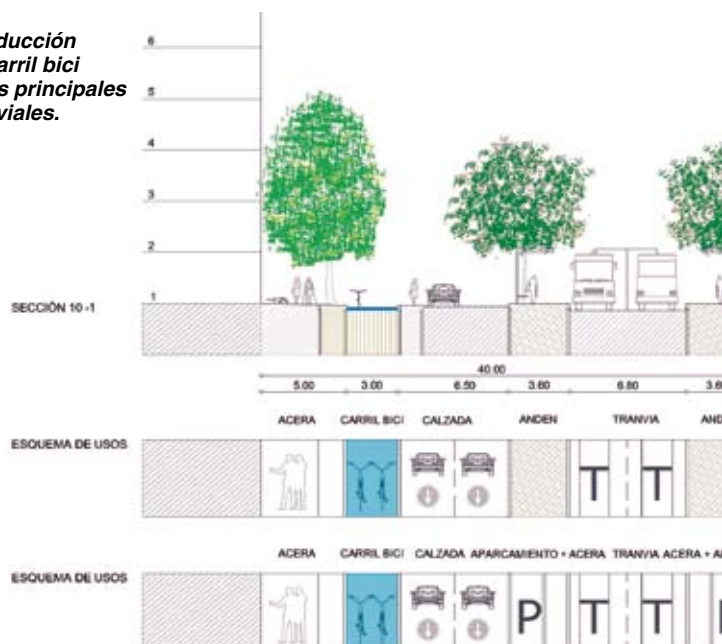 ducción
arril bici
s principales
viales.
6
5
4
3
2
1
SECCIÓN 10 -1
40.00
5.00 3.00 6.50 3.60 6.80 3.6
ACERA CARRIL BICI CALZADA ANDEN TRANVIA AND
ESQUEMA DE USOS
T T
ACERA CARRIL BICI CALZADA APARCAMIENTO + ACERA TRANVIA ACERA + A
ESQUEMA DE USOS
P T T